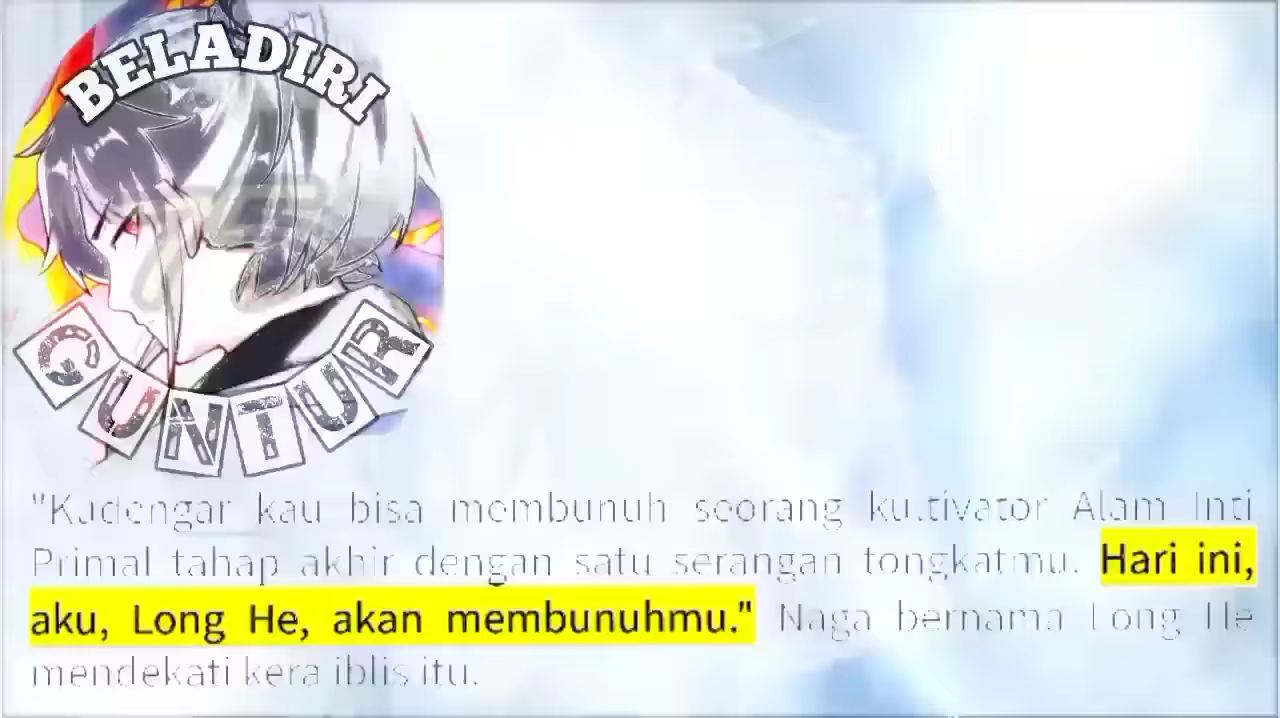 BELADIRI
GUNTUR
"Kudengar kau bisa membunuh seorang kultivator Alam Inti
Primal tahap akhir dengan satu serangan tongkatmu. Hari ini,
aku, Long He, akan membunuhmu." Naga bernama Long He
mendekati kera iblis itu.